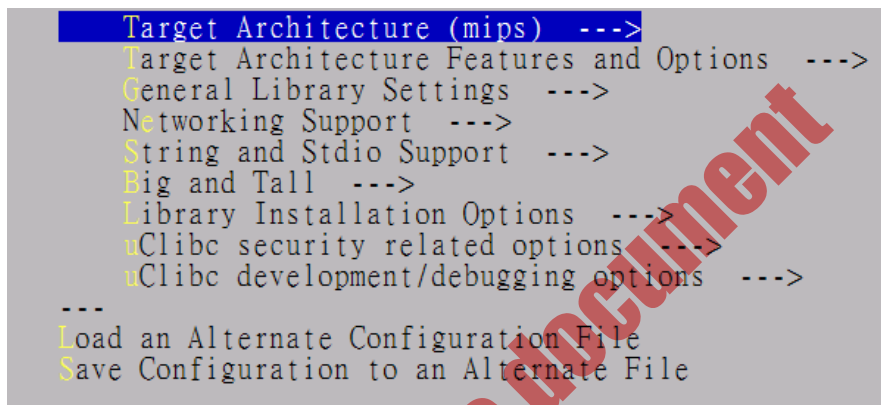 Target Architecture (mips) --->
Target Architecture Features and Options --->
General Library Settings --->
Networking Support --->
String and Stdio Support --->
Big and Tall --->
Library Installation Options --->
uClibc security related options --->
uClibc development/debugging options --->
---
Load an Alternate Configuration File
Save Configuration to an Alternate File
document